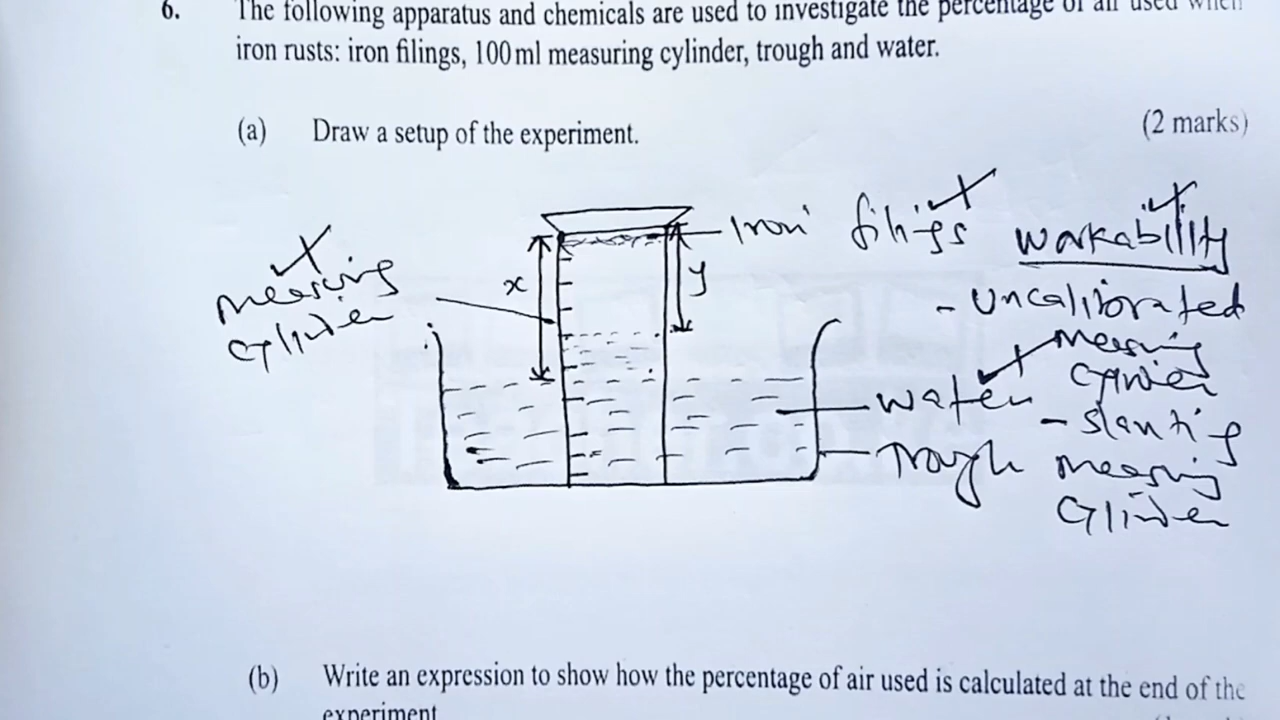 6. The following apparatus and chemicals are used to investigate the percentage of air used when
iron rusts: iron filings, 100 ml measuring cylinder, trough and water.
(a) Draw a setup of the experiment. (2 marks)
Iron filings
workability
measuring
cylinder
x
y
- uncalibrated
measuring
cylinder
water
- slanting
Trough
measuring
cylinder
(b) Write an expression to show how the percentage of air used is calculated at the end of the
experiment